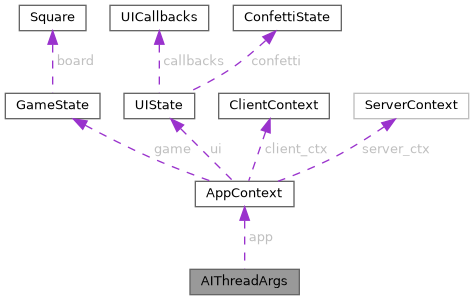 Square
UICallbacks
ConfettiState
board
callbacks
confetti
GameState
UIState
ClientContext
ServerContext
game
ui
client_ctx
server_ctx
AppContext
app
AIThreadArgs